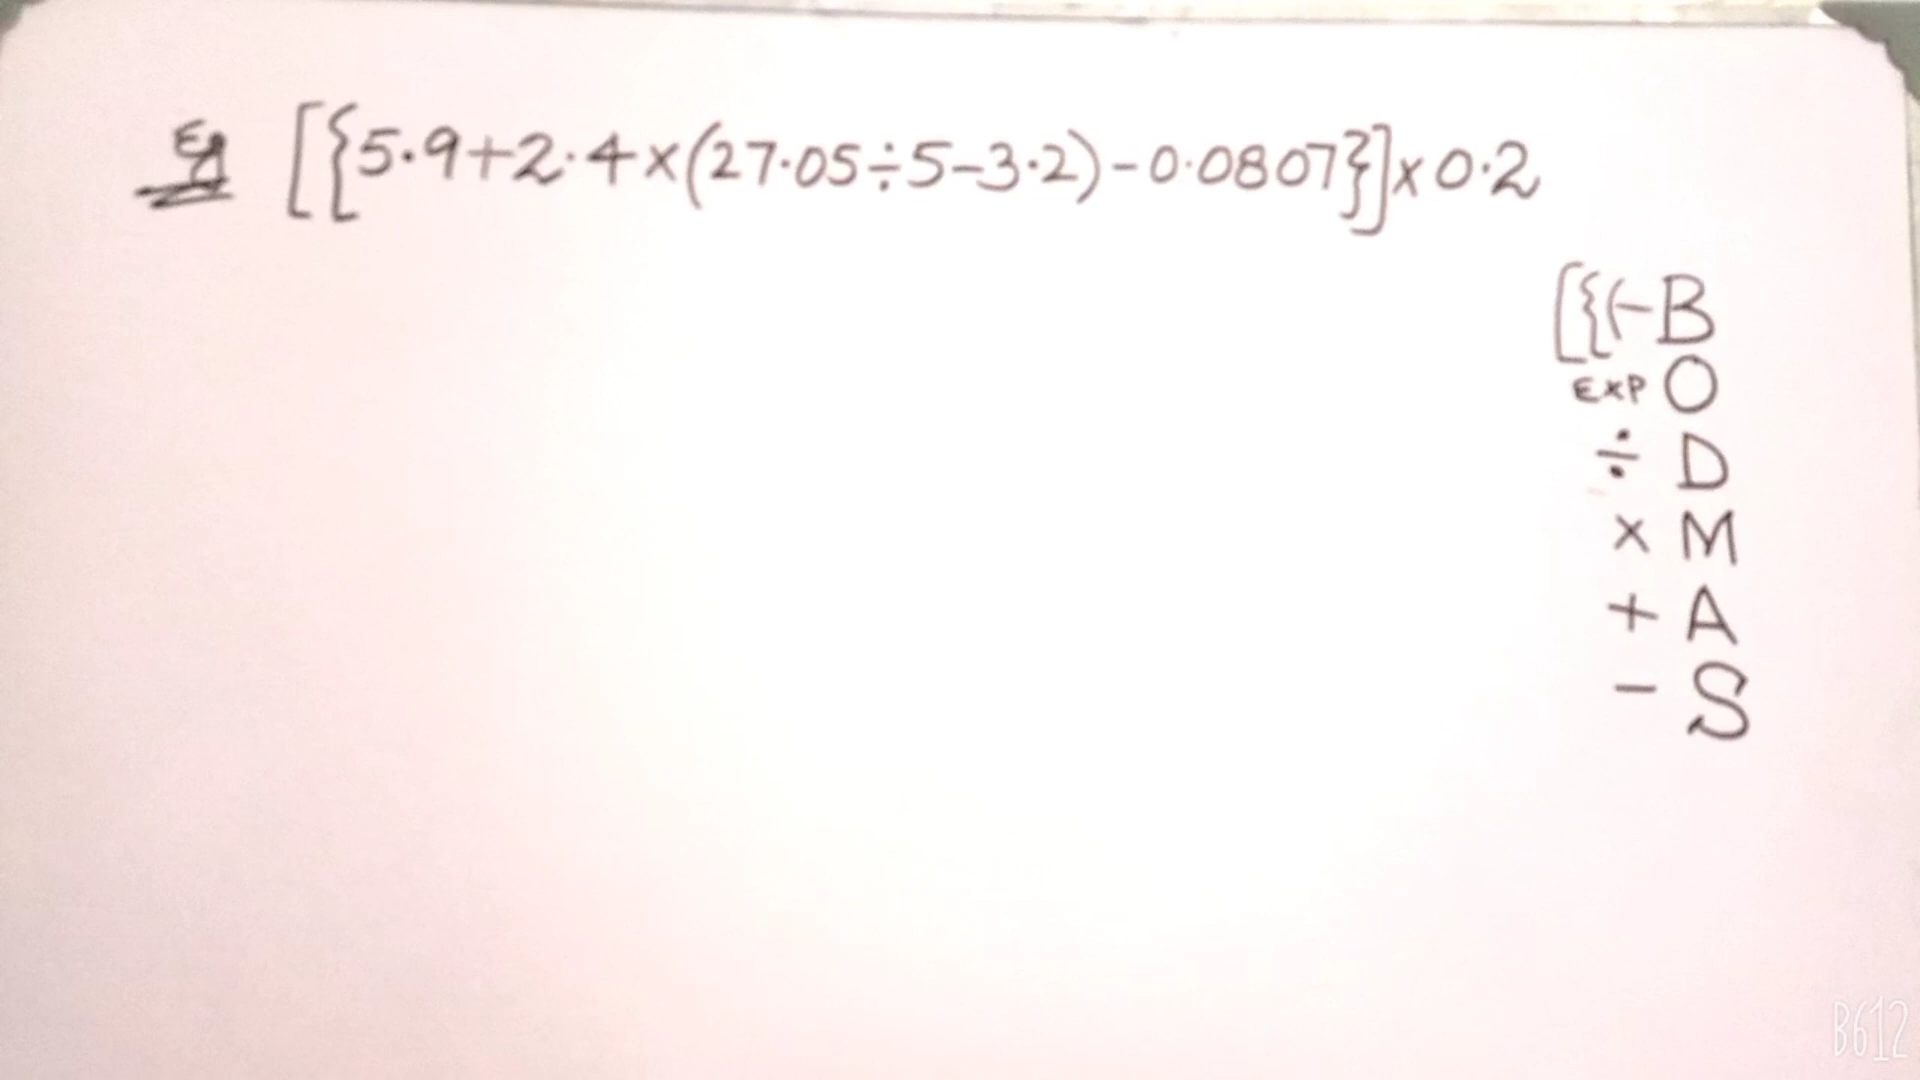 Eg [{5.9+2.4×(27.05÷5-3.2)-0.0807}]×0.2
[{(-B
EXP O
÷ D
× M
+ A
- S
B612